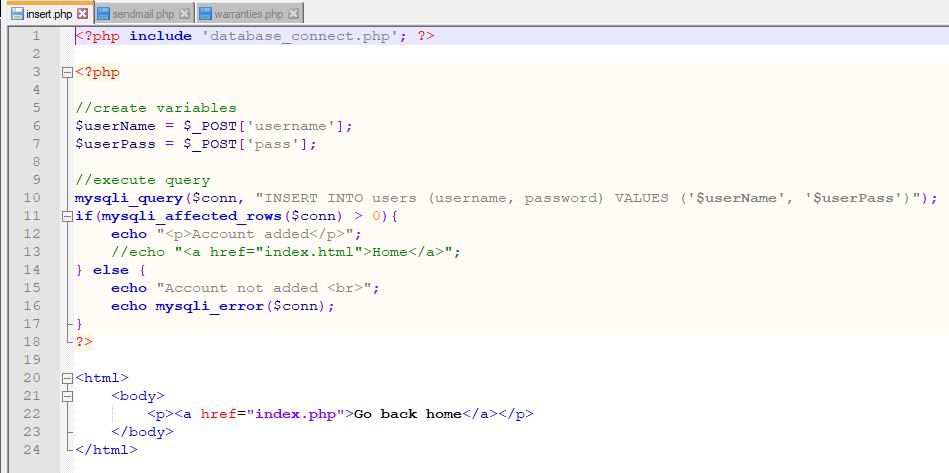 insert.php sendmail.php warranties.php
1 <?php include 'database_connect.php'; ?>
2
3 <?php
4
5 //create variables
6 $userName = $_POST['username'];
7 $userPass = $_POST['pass'];
8
9 //execute query
10 mysqli_query($conn, "INSERT INTO users (username, password) VALUES ('$userName', '$userPass')");
11 if(mysqli_affected_rows($conn) > 0){
12 echo "<p>Account added</p>";
13 //echo "<a href="index.html">Home</a>";
14 } else {
15 echo "Account not added <br>";
16 echo mysqli_error($conn);
17 }
18 ?>
19
20 <html>
21 <body>
22 <p><a href="index.php">Go back home</a></p>
23 </body>
24 </html>